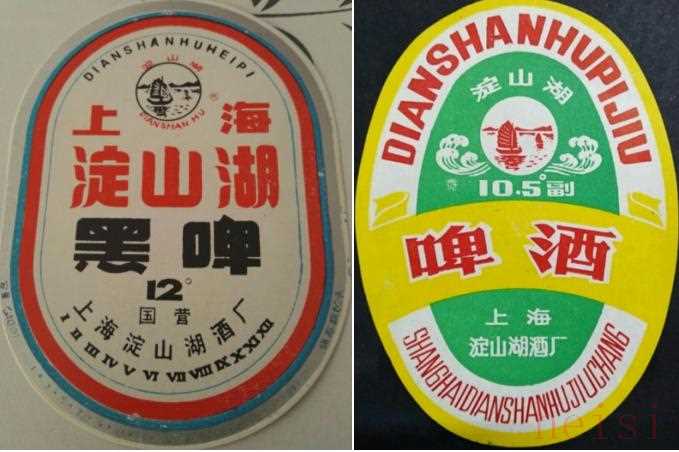 DIANSHANHUHEIPI
淀山湖
DIANSHAN HU
上海
淀山湖
黑啤
12°
国营
上海淀山湖酒厂
I II III IV V VI VII VIII IX X XI XII
DIANSHANHUPIJIU
淀山湖
10.5°副
啤酒
上海
淀山湖酒厂
SHANGHAIDIANSHANHUJIUCHANG
heisi